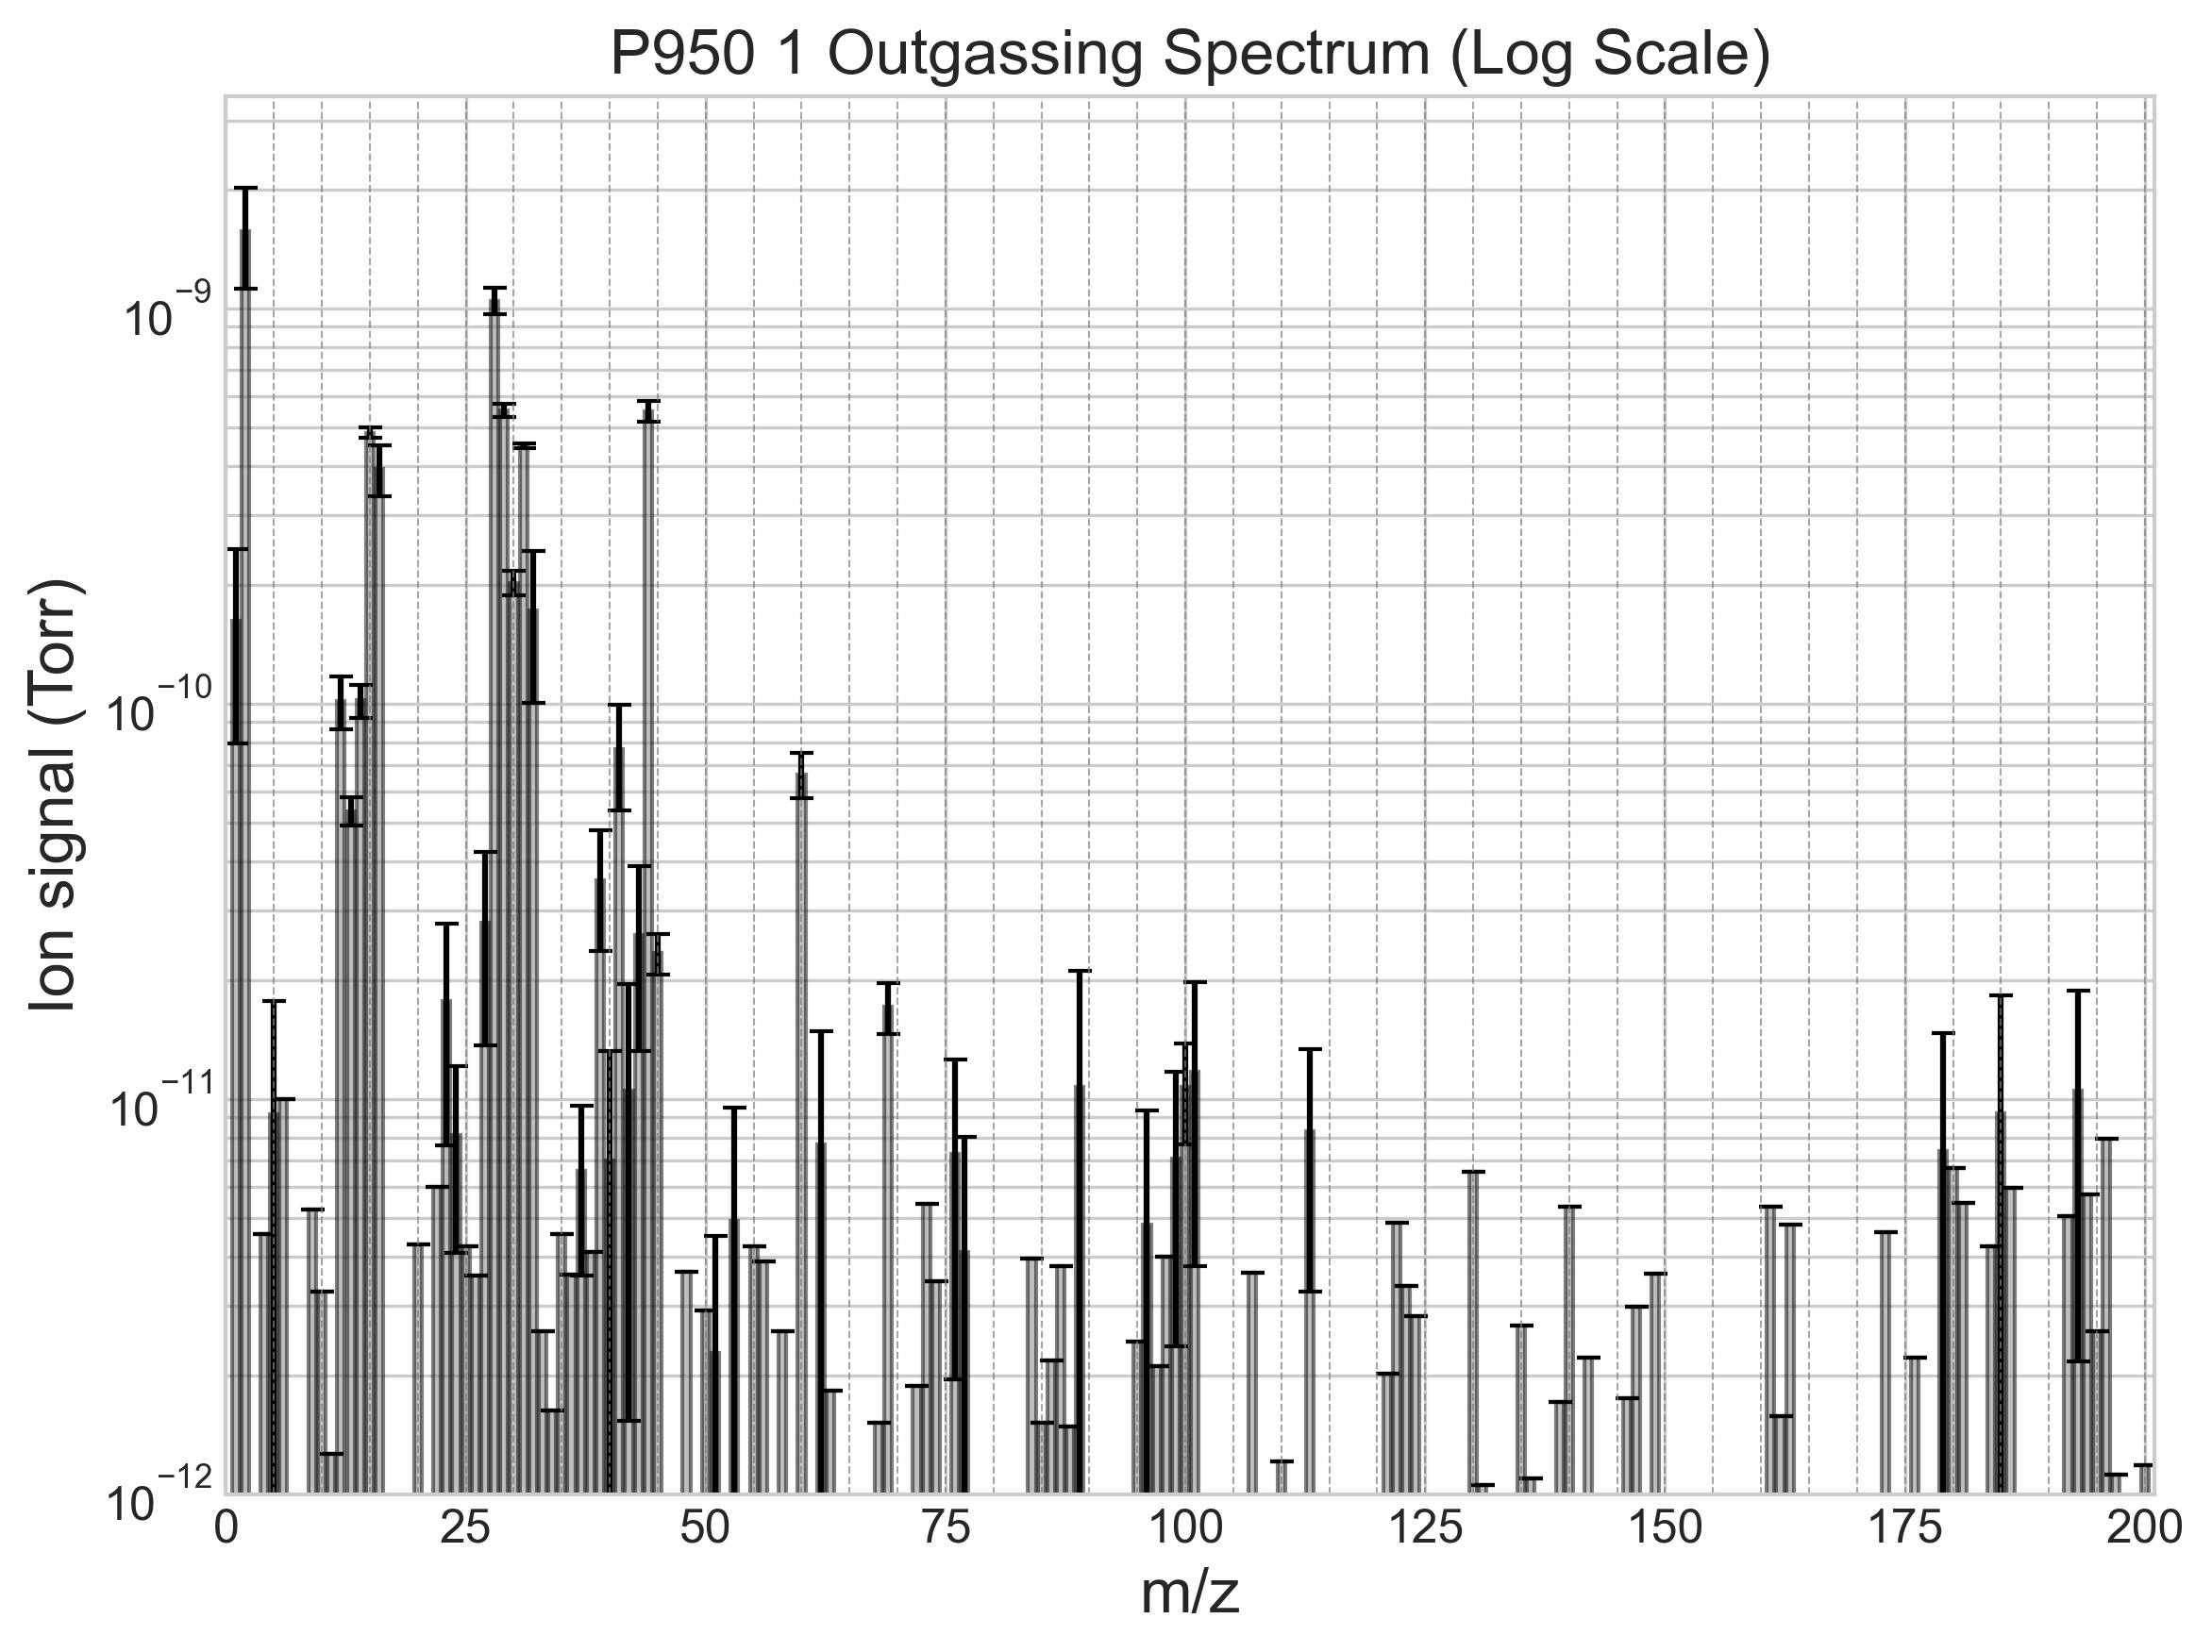 P950 1 Outgassing Spectrum (Log Scale)
Ion signal (Torr)
10⁻⁹
10⁻¹⁰
10⁻¹¹
10⁻¹²
0 25 50 75 100 125 150 175 200
m/z